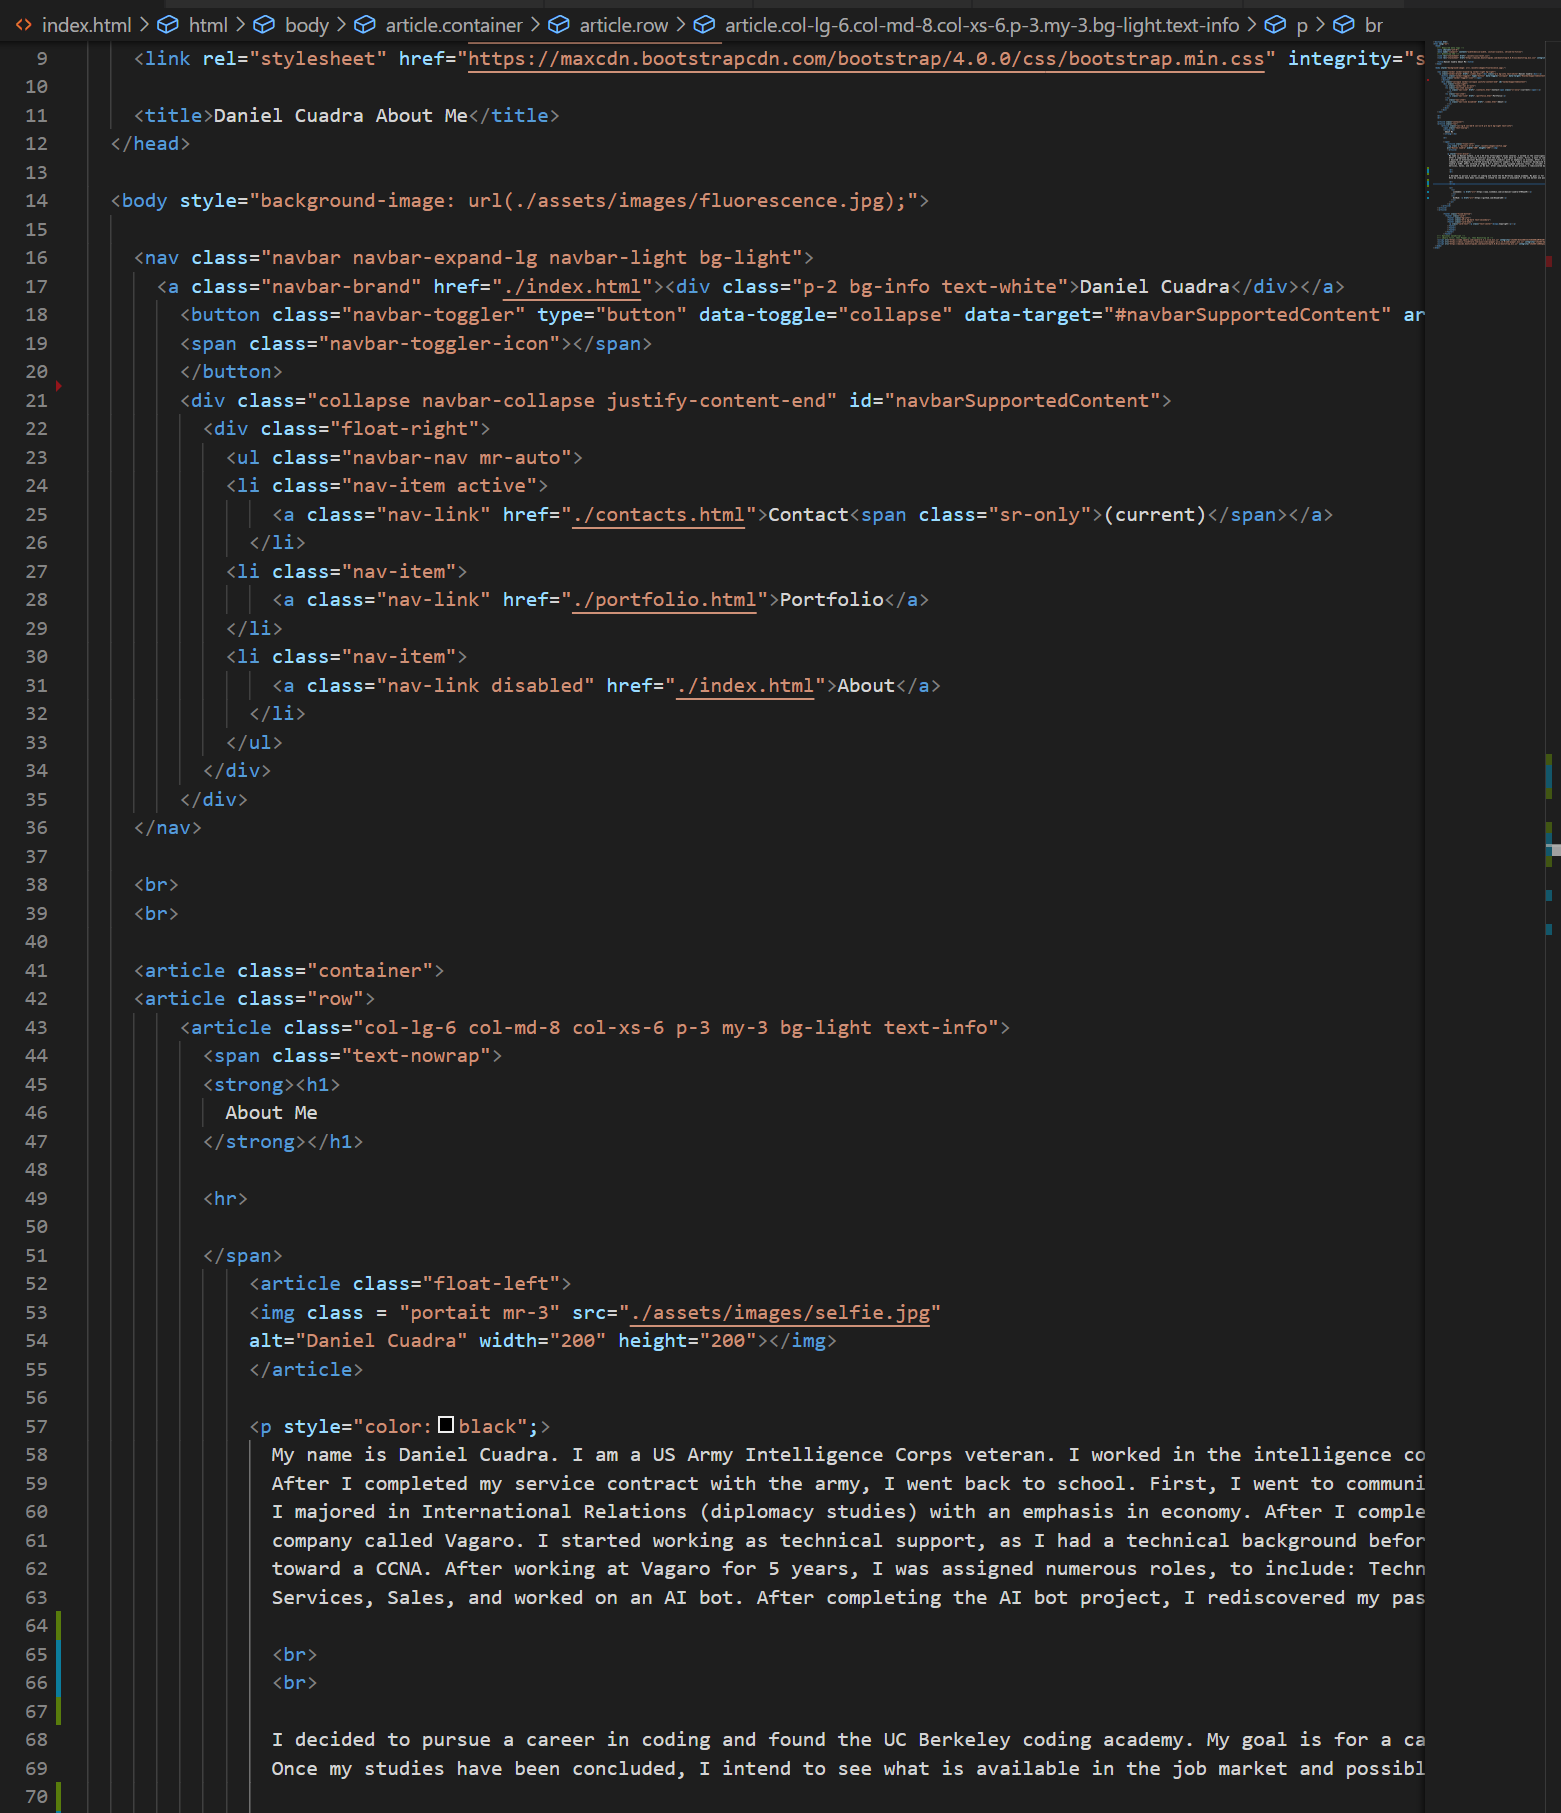 index.html > html > body > article.container > article.row > article.col-lg-6.col-md-8.col-xs-6.p-3.my-3.bg-light.text-info > p > br
9 <link rel="stylesheet" href="https://maxcdn.bootstrapcdn.com/bootstrap/4.0.0/css/bootstrap.min.css" integrity="s
10
11 <title>Daniel Cuadra About Me</title>
12 </head>
13
14 <body style="background-image: url(./assets/images/fluorescence.jpg);">
15
16 <nav class="navbar navbar-expand-lg navbar-light bg-light">
17 <a class="navbar-brand" href="./index.html"><div class="p-2 bg-info text-white">Daniel Cuadra</div></a>
18 <button class="navbar-toggler" type="button" data-toggle="collapse" data-target="#navbarSupportedContent" ar
19 <span class="navbar-toggler-icon"></span>
20 </button>
21 <div class="collapse navbar-collapse justify-content-end" id="navbarSupportedContent">
22 <div class="float-right">
23 <ul class="navbar-nav mr-auto">
24 <li class="nav-item active">
25 <a class="nav-link" href="./contacts.html">Contact<span class="sr-only">(current)</span></a>
26 </li>
27 <li class="nav-item">
28 <a class="nav-link" href="./portfolio.html">Portfolio</a>
29 </li>
30 <li class="nav-item">
31 <a class="nav-link disabled" href="./index.html">About</a>
32 </li>
33 </ul>
34 </div>
35 </div>
36 </nav>
37
38 <br>
39 <br>
40
41 <article class="container">
42 <article class="row">
43 <article class="col-lg-6 col-md-8 col-xs-6 p-3 my-3 bg-light text-info">
44 <span class="text-nowrap">
45 <strong><h1>
46 About Me
47 </strong></h1>
48
49 <hr>
50
51 </span>
52 <article class="float-left">
53 <img class = "portait mr-3" src="./assets/images/selfie.jpg"
54 alt="Daniel Cuadra" width="200" height="200"></img>
55 </article>
56
57 <p style="color:black";>
58 My name is Daniel Cuadra. I am a US Army Intelligence Corps veteran. I worked in the intelligence co
59 After I completed my service contract with the army, I went back to school. First, I went to communi
60 I majored in International Relations (diplomacy studies) with an emphasis in economy. After I comple
61 company called Vagaro. I started working as technical support, as I had a technical background befor
62 toward a CCNA. After working at Vagaro for 5 years, I was assigned numerous roles, to include: Techn
63 Services, Sales, and worked on an AI bot. After completing the AI bot project, I rediscovered my pas
64
65 <br>
66 <br>
67
68 I decided to pursue a career in coding and found the UC Berkeley coding academy. My goal is for a ca
69 Once my studies have been concluded, I intend to see what is available in the job market and possibl
70